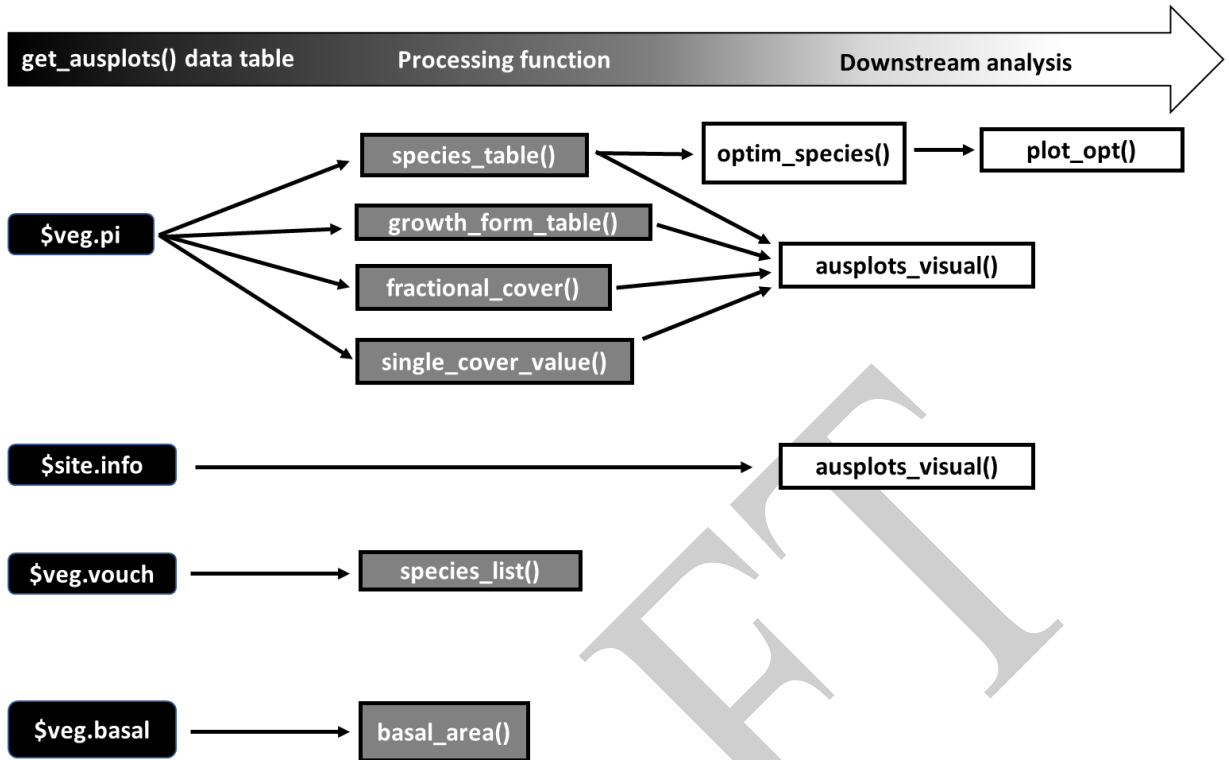 get_ausplots() data table
Processing function
Downstream analysis
species_table()
optim_species()
plot_opt()
$veg.pi
growth_form_table()
ausplots_visual()
fractional_cover()
single_cover_value()
$site.info
ausplots_visual()
$veg.vouch
species_list()
$veg.basal
basal_area()
FT